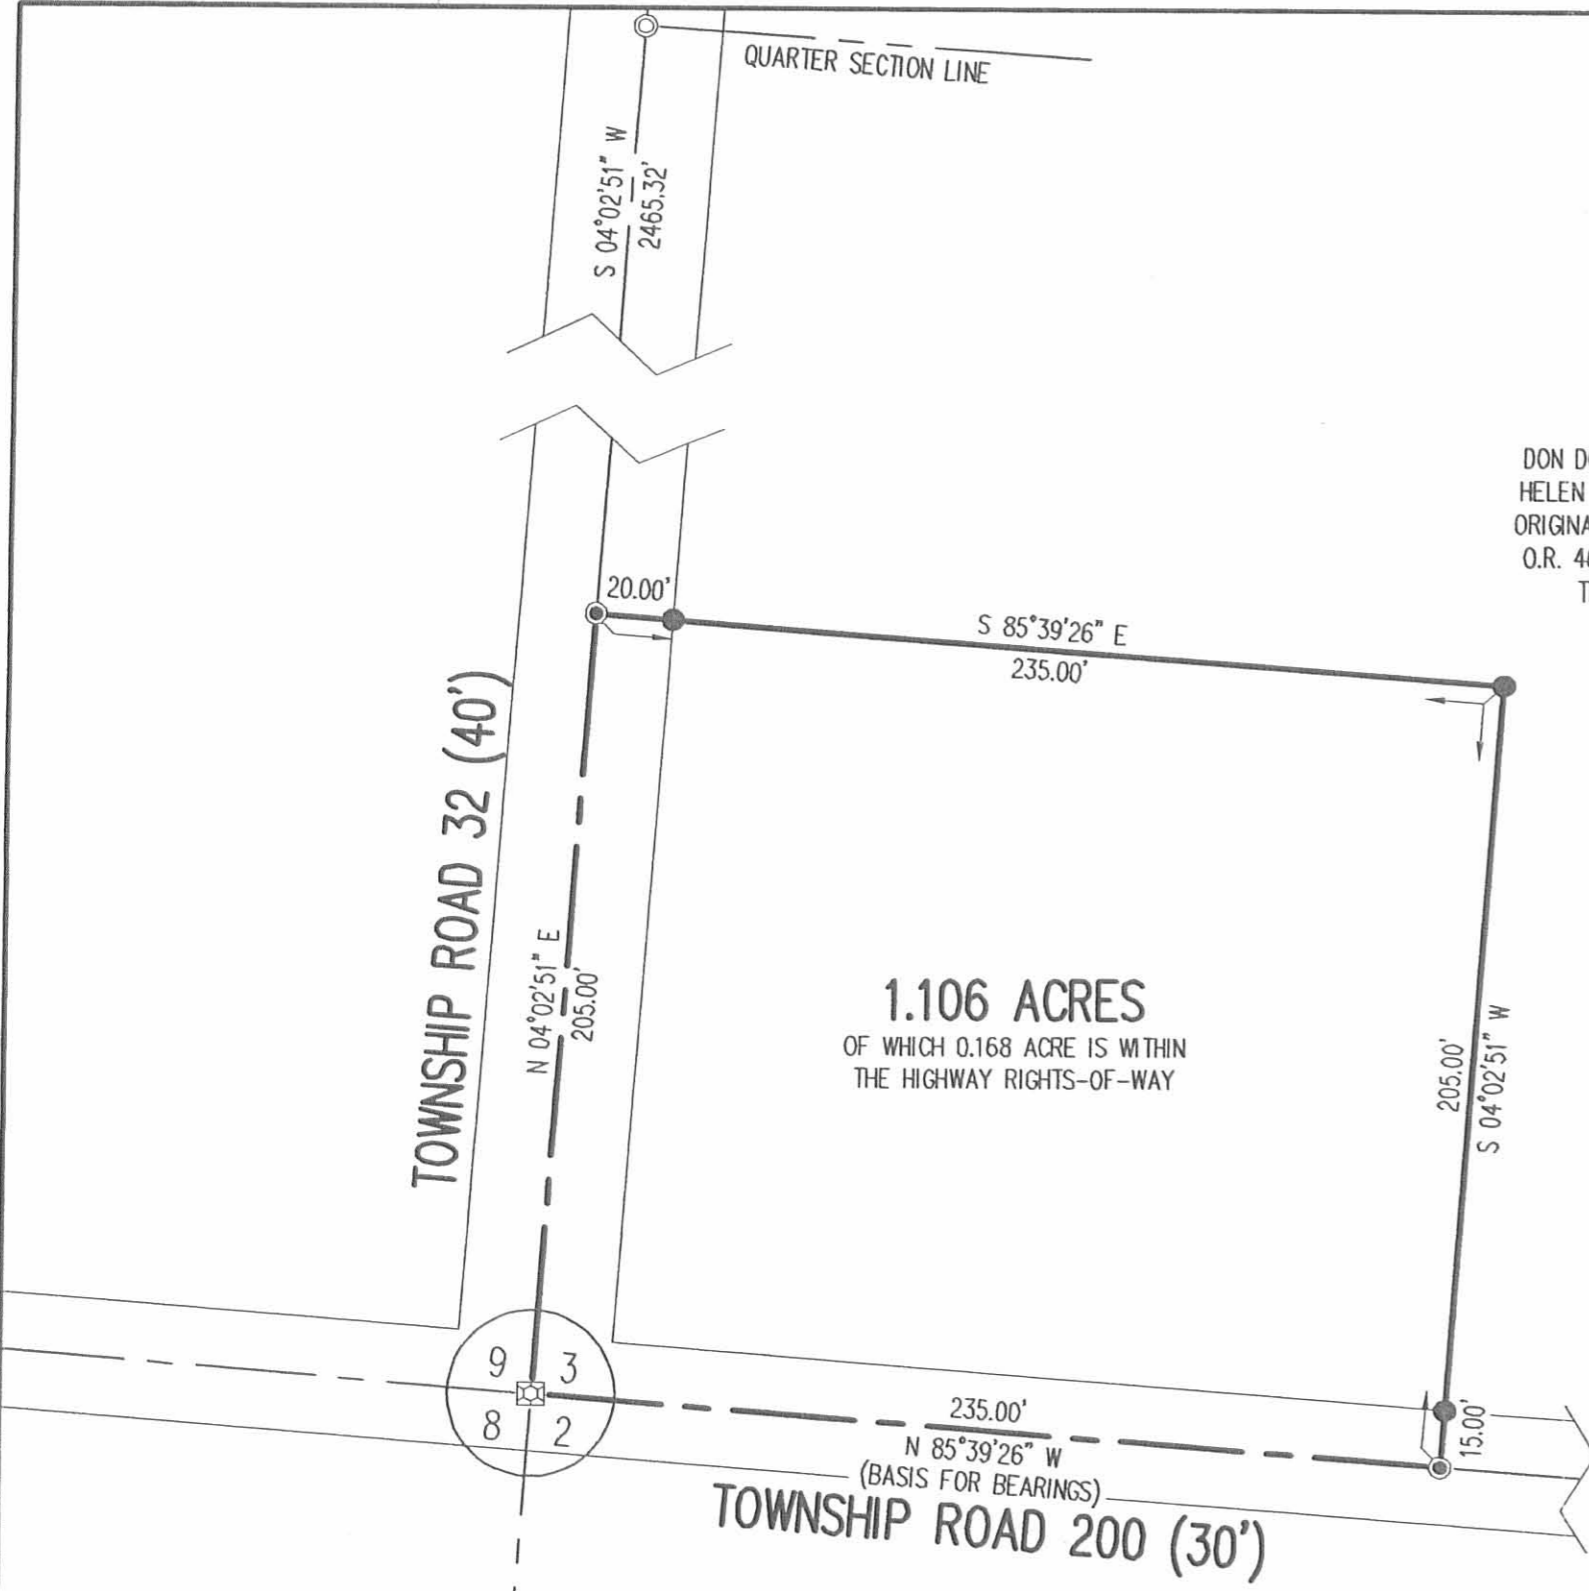 QUARTER SECTION LINE
S 04°02'51" W
2465.32'
DON
HELEN
O.R.
20.00'
S 85°39'26" E
235.00'
TOWNSHIP ROAD 32 (40')
N 04°02'51" E
205.00'
1.106 ACRES
OF WHICH 0.168 ACRE IS WITHIN
THE HIGHWAY RIGHTS-OF-WAY
205.00'
S 04°02'51" W
9 3
8 2
235.00'
N 85°39'26" W
(BASIS FOR BEARINGS)
15.00'
TOWNSHIP ROAD 200 (30')